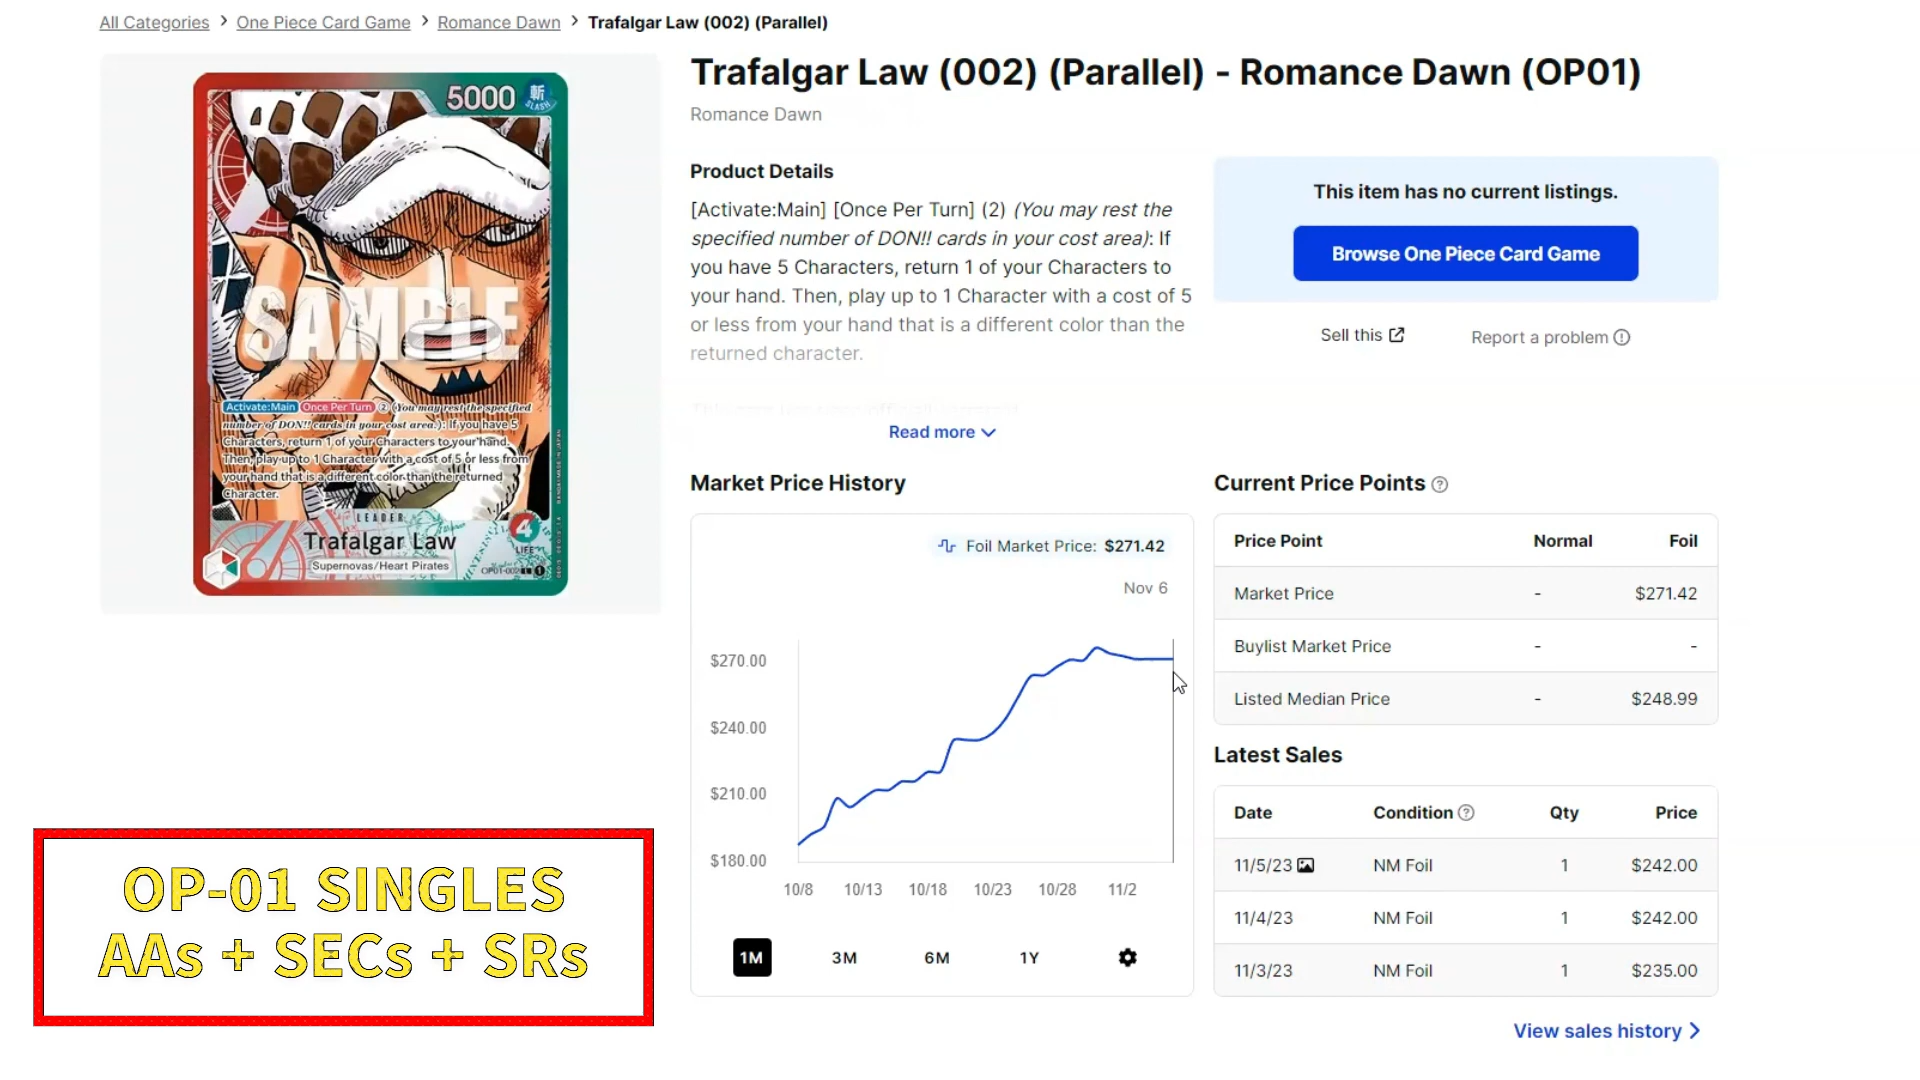 All Categories > One Piece Card Game > Romance Dawn > Trafalgar Law (002) (Parallel)
Trafalgar Law (002) (Parallel) - Romance Dawn (OP01)
Romance Dawn
5000
斬
SLASH
SAMPLE
Activate:Main Once Per Turn ② (You may rest the specified
number of DON!! cards in your cost area.): If you have 5
Characters, return 1 of your Characters to your hand.
Then, play up to 1 Character with a cost of 5 or less from
your hand that is a different color than the returned
Character.
LEADER
Trafalgar Law
Supernovas/Heart Pirates
4
LIFE
OP01-002
Product Details
[Activate:Main] [Once Per Turn] (2) (You may rest the
specified number of DON!! cards in your cost area): If
you have 5 Characters, return 1 of your Characters to
your hand. Then, play up to 1 Character with a cost of 5
or less from your hand that is a different color than the
returned character.
Read more
This item has no current listings.
Browse One Piece Card Game
Sell this
Report a problem
Market Price History
Foil Market Price: $271.42
Nov 6
$270.00
$240.00
$210.00
$180.00
10/8 10/13 10/18 10/23 10/28 11/2
1M 3M 6M 1Y
Current Price Points
Price Point Normal Foil
Market Price - $271.42
Buylist Market Price - -
Listed Median Price - $248.99
Latest Sales
Date Condition Qty Price
11/5/23 NM Foil 1 $242.00
11/4/23 NM Foil 1 $242.00
11/3/23 NM Foil 1 $235.00
View sales history
OP-01 SINGLES
AAs + SECs + SRs